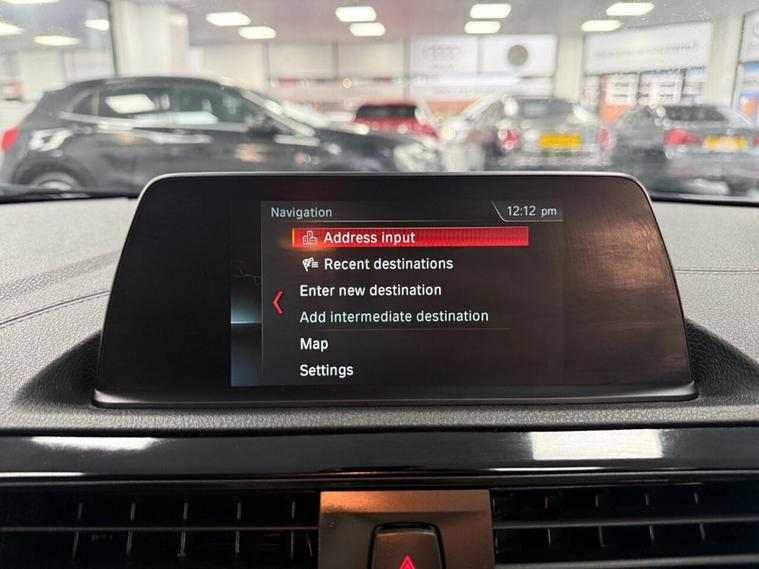 Navigation
12:12 pm
Address input
Recent destinations
Enter new destination
Add intermediate destination
Map
Settings